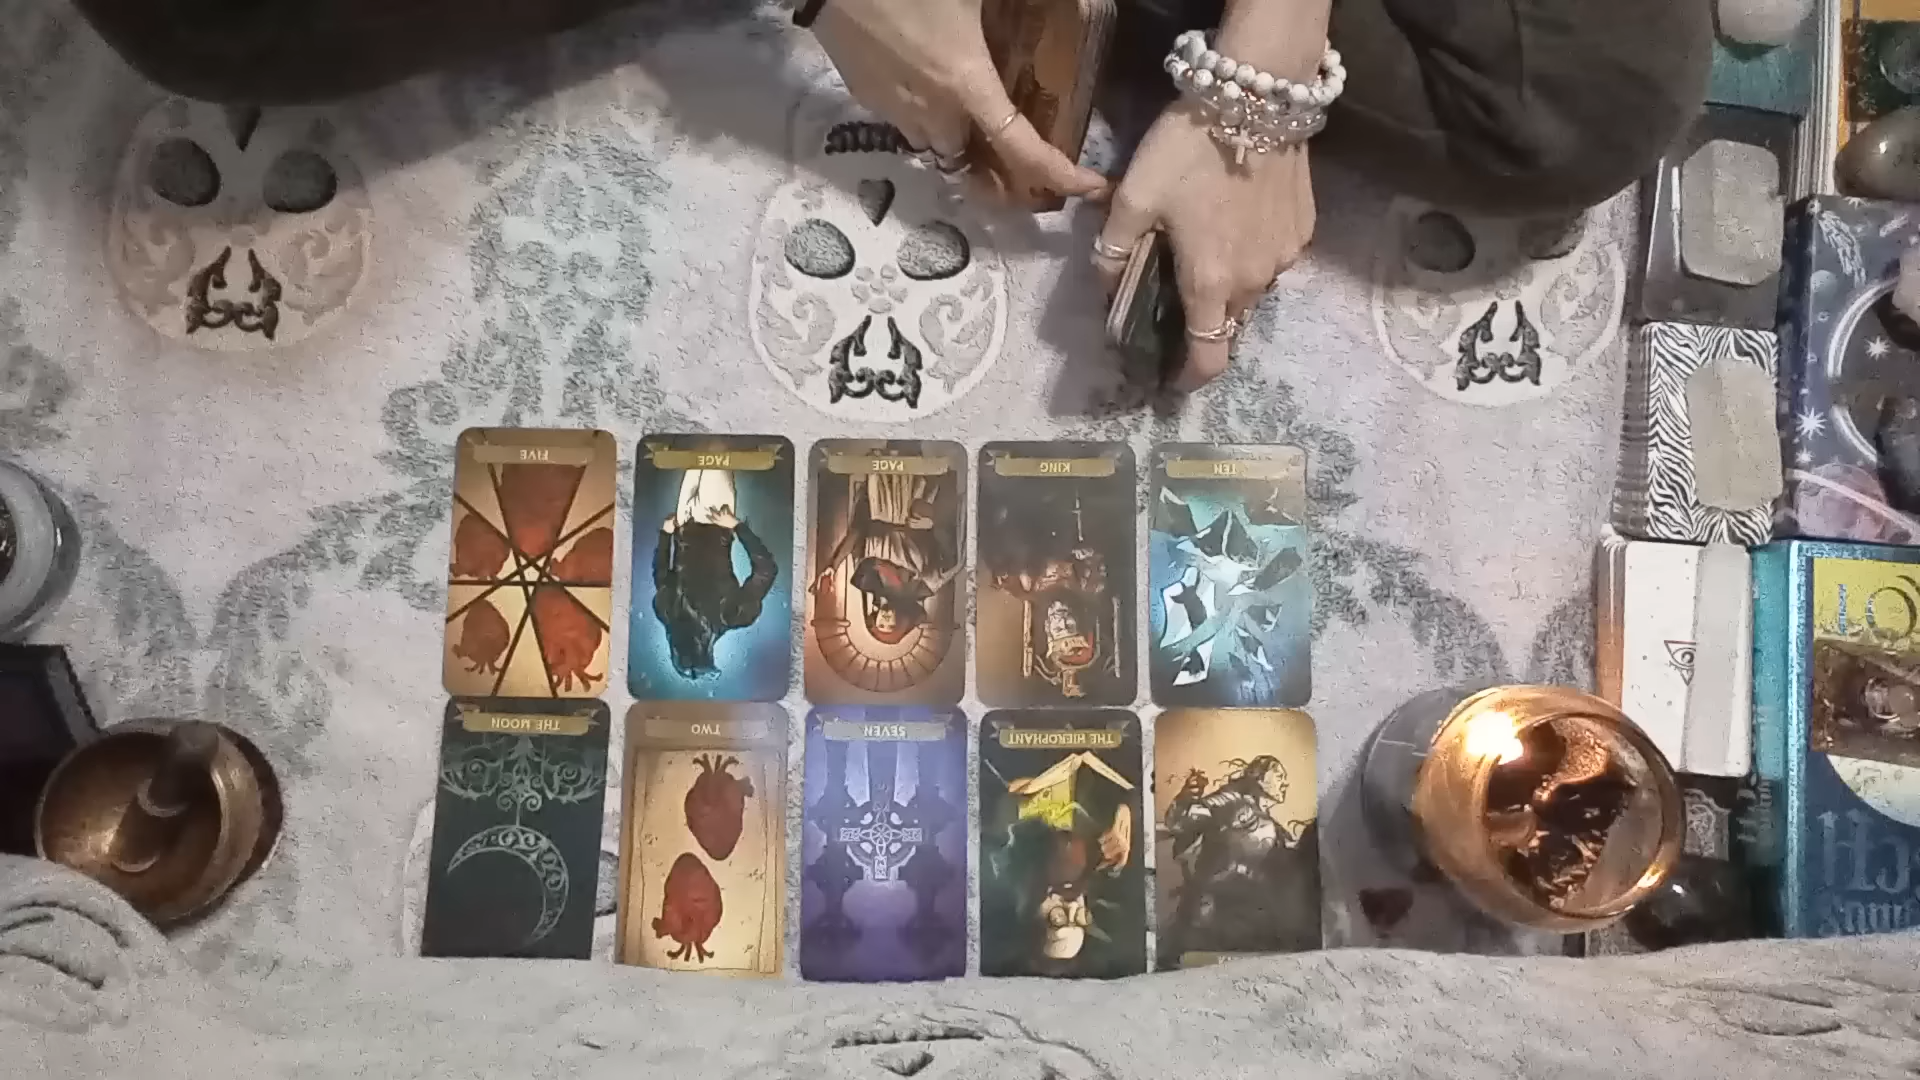 FIVE
PAGE
PAGE
KING
TEN
THE MOON
TWO
SEVEN
THE HIEROPHANT